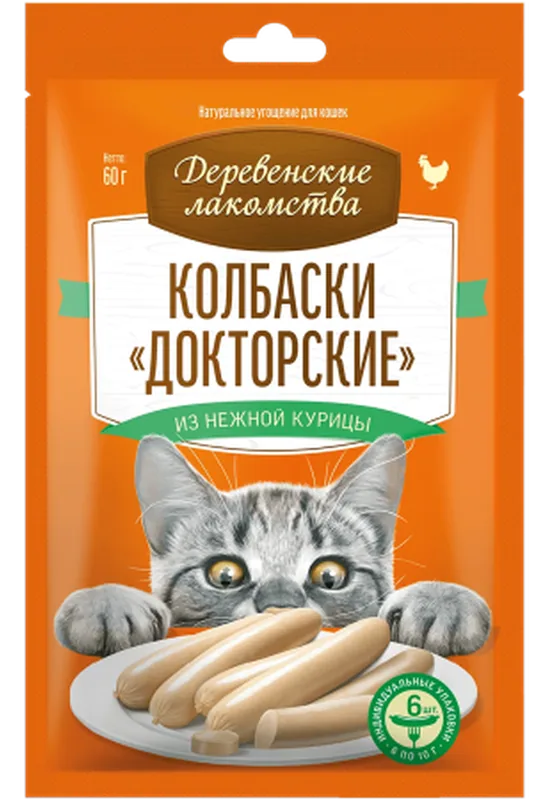 Натуральное угощение для кошек
Нетто:
60 г
Деревенские
лакомства
КОЛБАСКИ
«ДОКТОРСКИЕ»
ИЗ НЕЖНОЙ КУРИЦЫ
ИНДИВИДУАЛЬНЫЕ УПАКОВКИ
6 шт.
6 ПО 10 Г